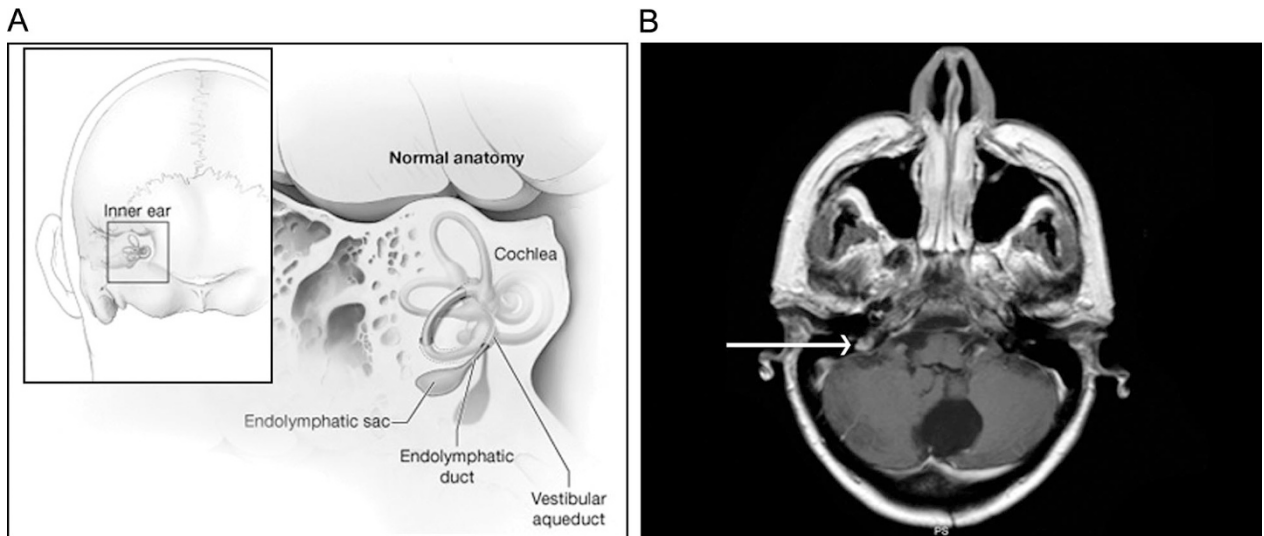 A
B
Normal anatomy
Inner ear
Cochlea
Endolymphatic sac
Endolymphatic
duct
Vestibular
aqueduct
PS